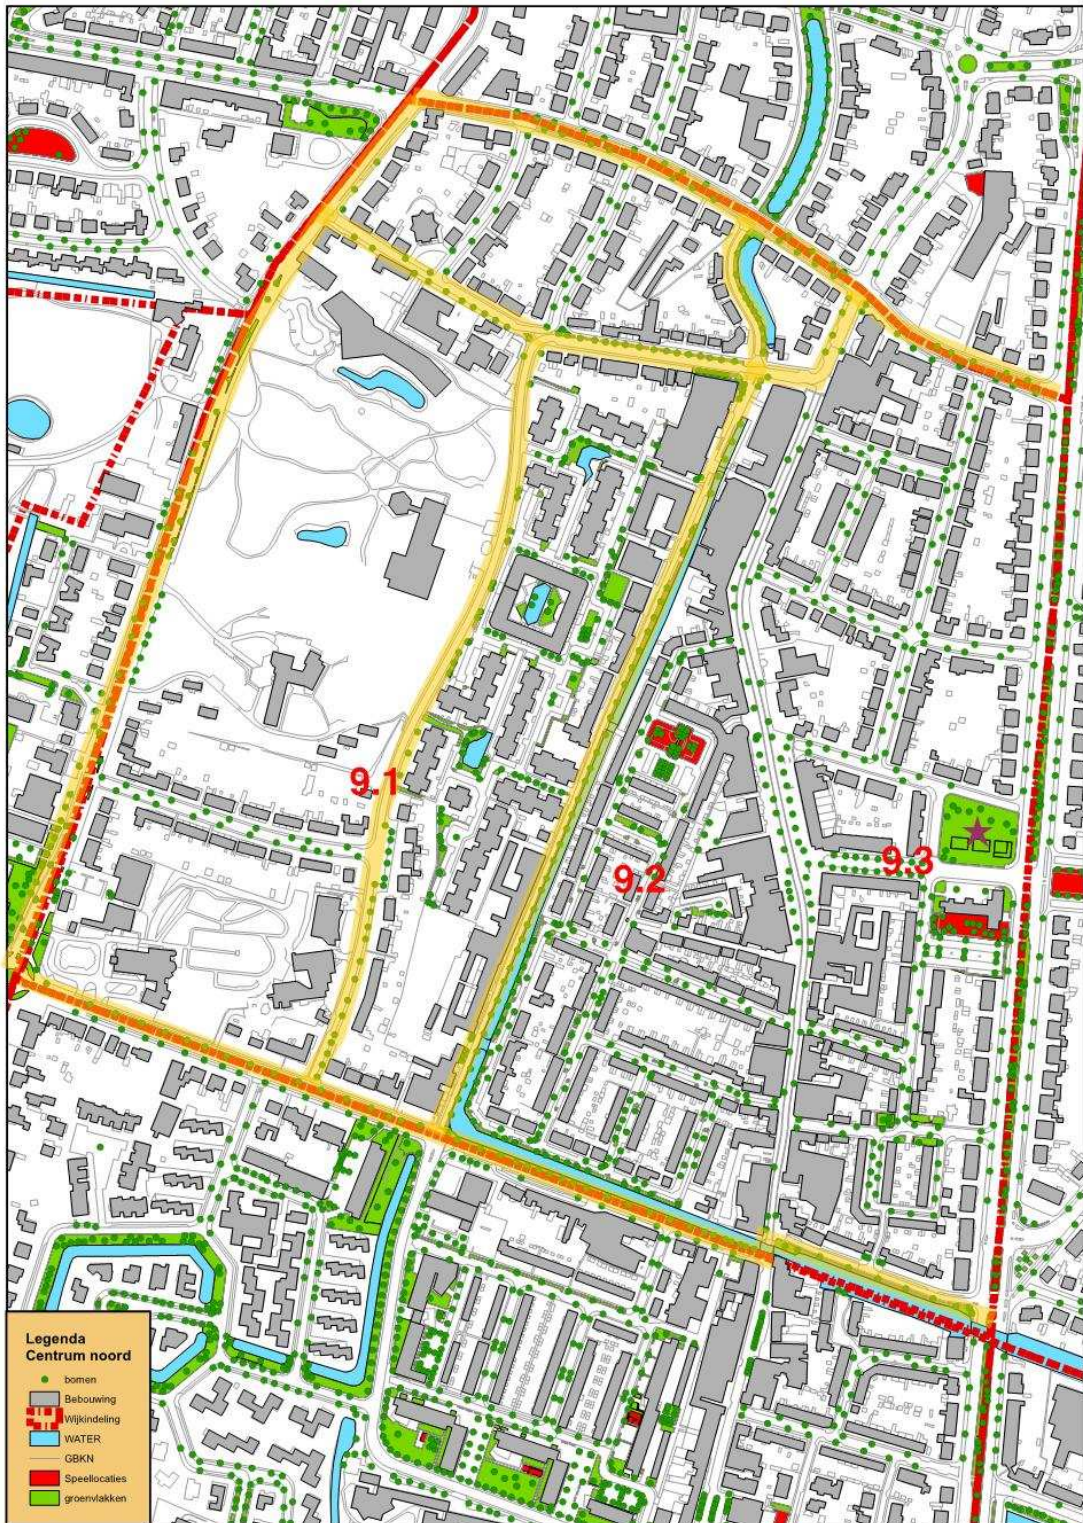 9.1
9.2
9.3
Legenda
Centrum noord
bomen
Bebouwing
Wijkindeling
WATER
GBKN
Speellocaties
groenvlakken